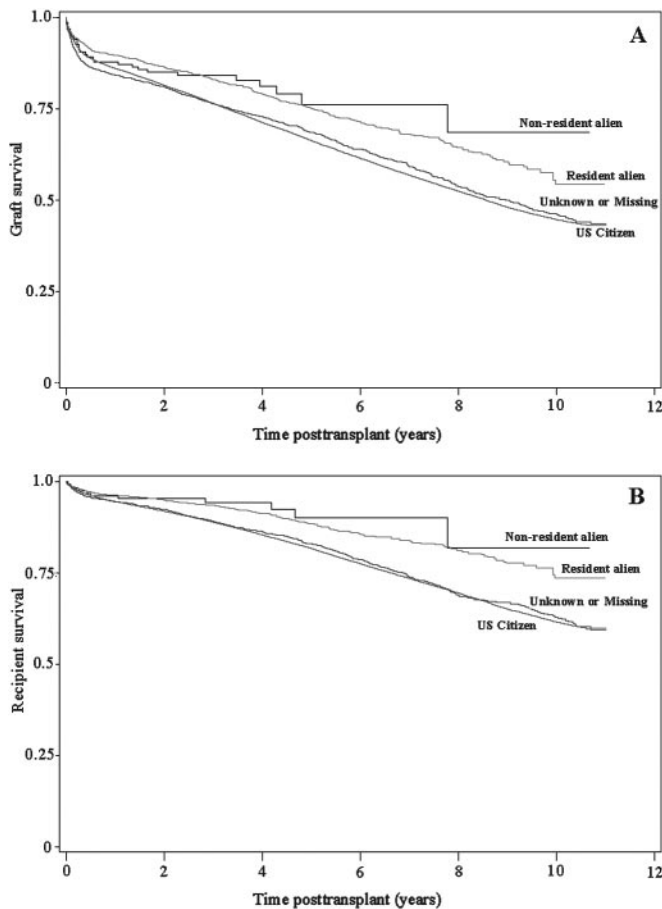 A
1.0
0.75
0.5
0.25
0
Graft survival
Non-resident alien
Resident alien
Unknown or Missing
US Citizen
0 2 4 6 8 10 12
Time posttransplant (years)
B
1.0
0.75
0.5
0.25
0
Recipient survival
Non-resident alien
Resident alien
Unknown or Missing
US Citizen
0 2 4 6 8 10 12
Time posttransplant (years)